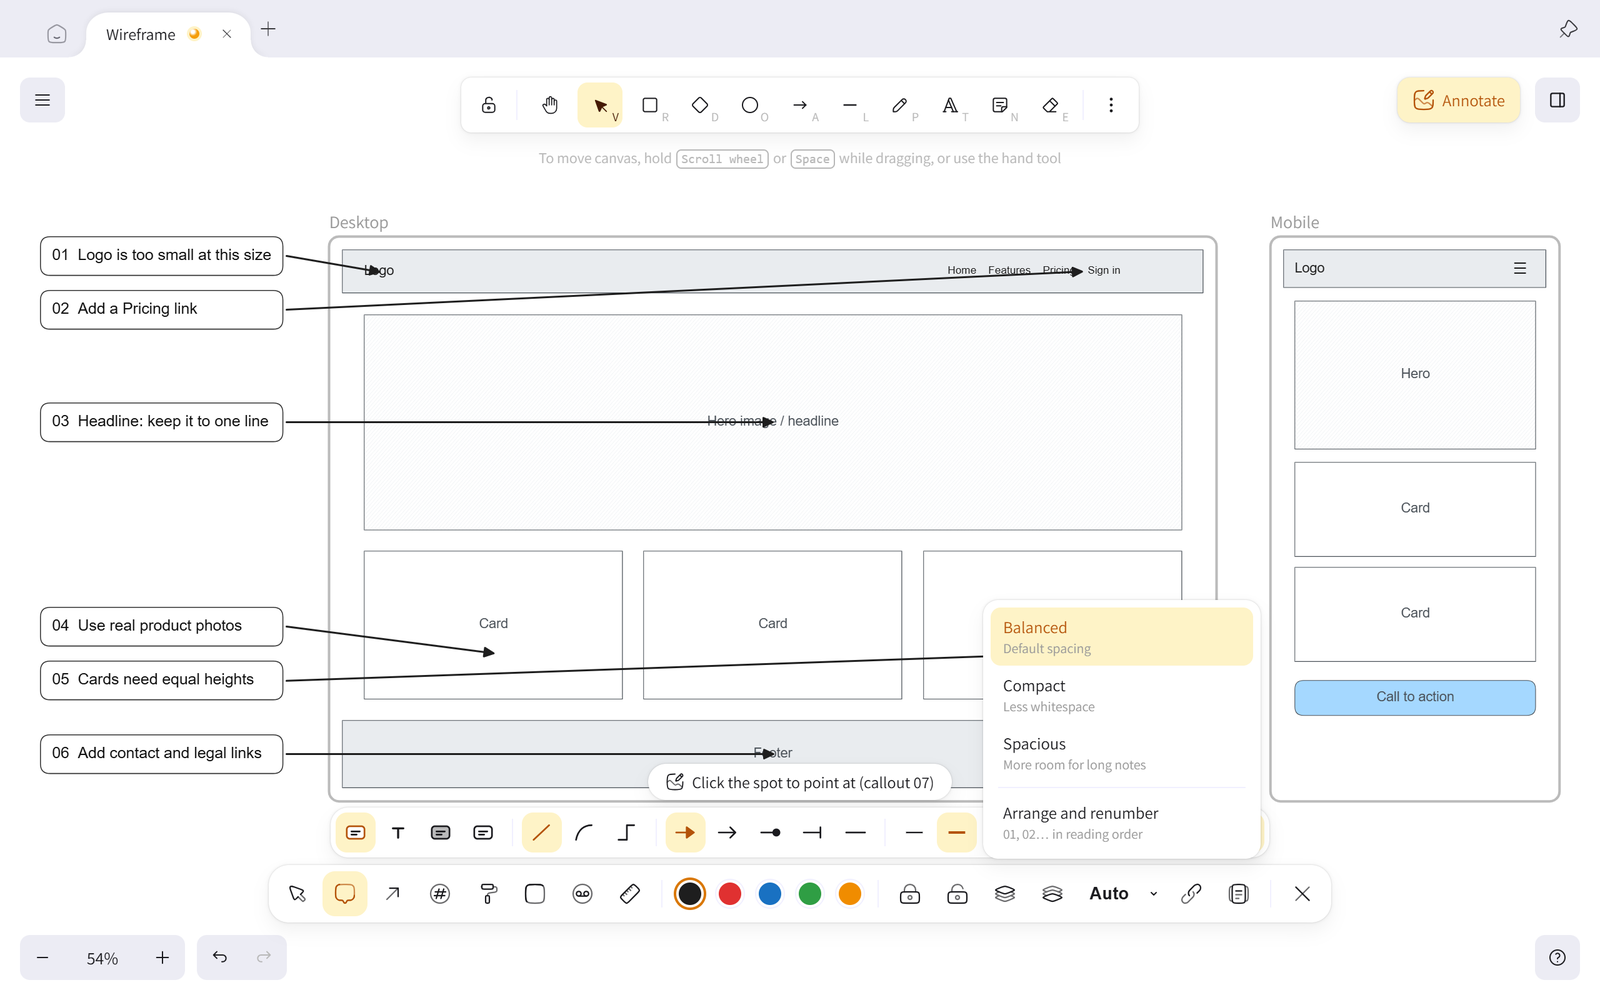 Wireframe
V
R
D
O
A
L
P
T
N
E
Annotate
To move canvas, hold Scroll wheel or Space while dragging, or use the hand tool
Desktop
Mobile
01 Logo is too small at this size
Logo
Home Features Pricing Sign in
Logo
02 Add a Pricing link
Hero
03 Headline: keep it to one line
Hero image / headline
Card
04 Use real product photos
Card
Card
Card
05 Cards need equal heights
Call to action
06 Add contact and legal links
Footer
Click the spot to point at (callout 07)
Balanced
Default spacing
Compact
Less whitespace
Spacious
More room for long notes
Arrange and renumber
01, 02... in reading order
T
#
Auto
54%